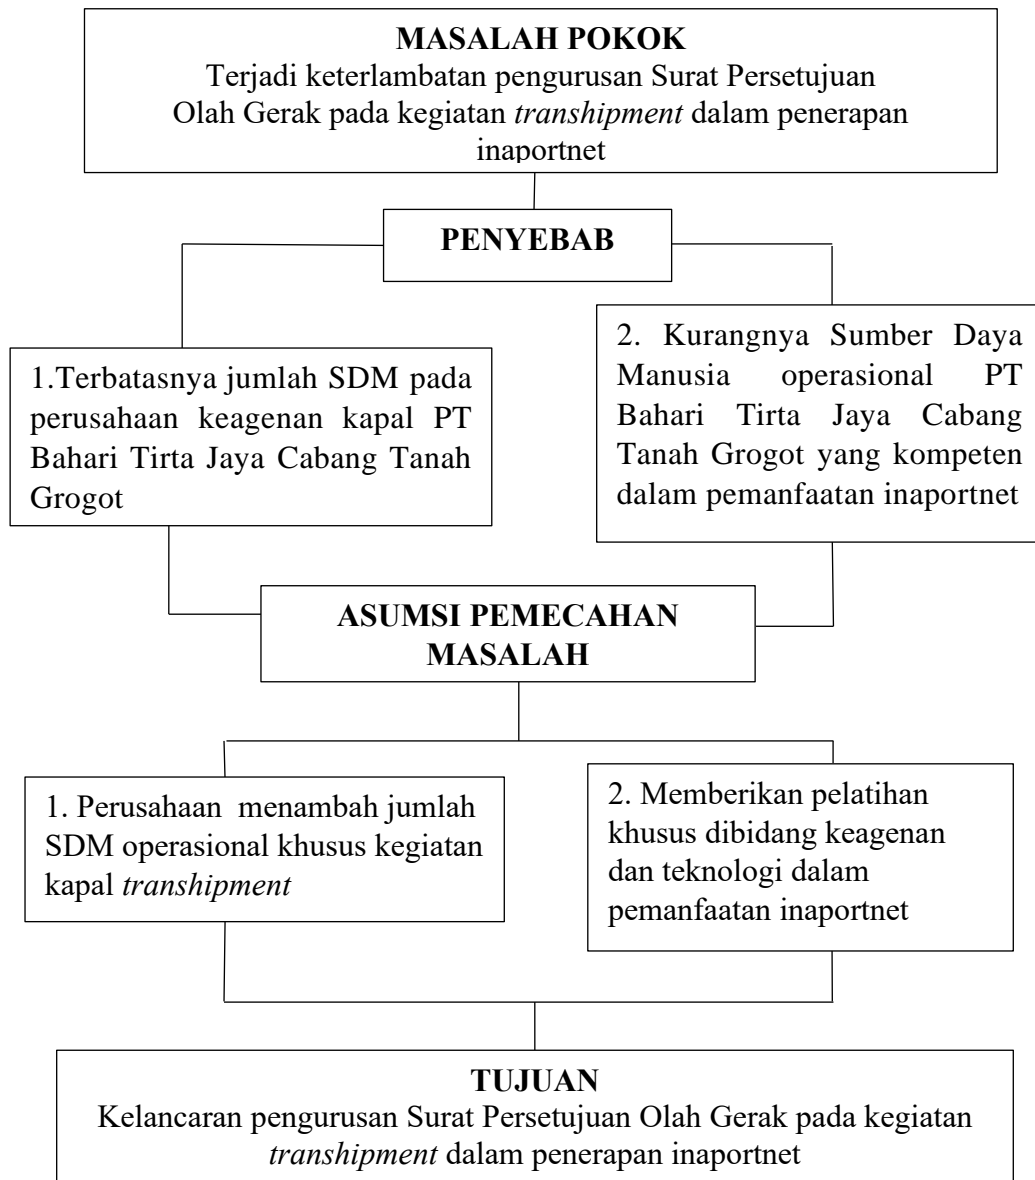 MASALAH POKOK
Terjadi keterlambatan pengurusan Surat Persetujuan
Olah Gerak pada kegiatan transhipment dalam penerapan
inaportnet
PENYEBAB
1.Terbatasnya jumlah SDM pada
perusahaan keagenan kapal PT
Bahari Tirta Jaya Cabang Tanah
Grogot
2. Kurangnya Sumber Daya
Manusia operasional PT
Bahari Tirta Jaya Cabang
Tanah Grogot yang kompeten
dalam pemanfaatan inaportnet
ASUMSI PEMECAHAN
MASALAH
1. Perusahaan menambah jumlah
SDM operasional khusus kegiatan
kapal transhipment
2. Memberikan pelatihan
khusus dibidang keagenan
dan teknologi dalam
pemanfaatan inaportnet
TUJUAN
Kelancaran pengurusan Surat Persetujuan Olah Gerak pada kegiatan
transhipment dalam penerapan inaportnet